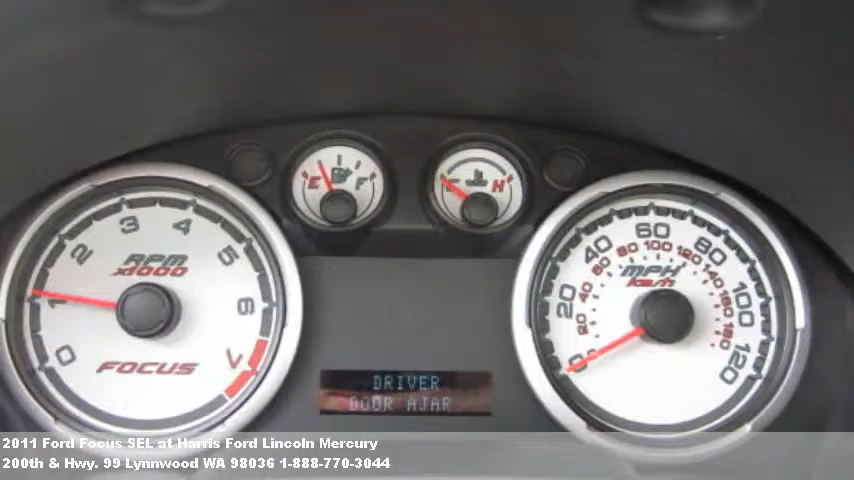 E F
C H
0 1 2 3 4 5 6
RPM
x1000
FOCUS
0 20 40 60 80 100 120
20 40 60 80 100 120 140 160 180
MPH
km/h
DRIVER
DOOR AJAR
2011 Ford Focus SEL at Harris Ford Lincoln Mercury
200th & Hwy. 99 Lynnwood WA 98036 1-888-770-3044